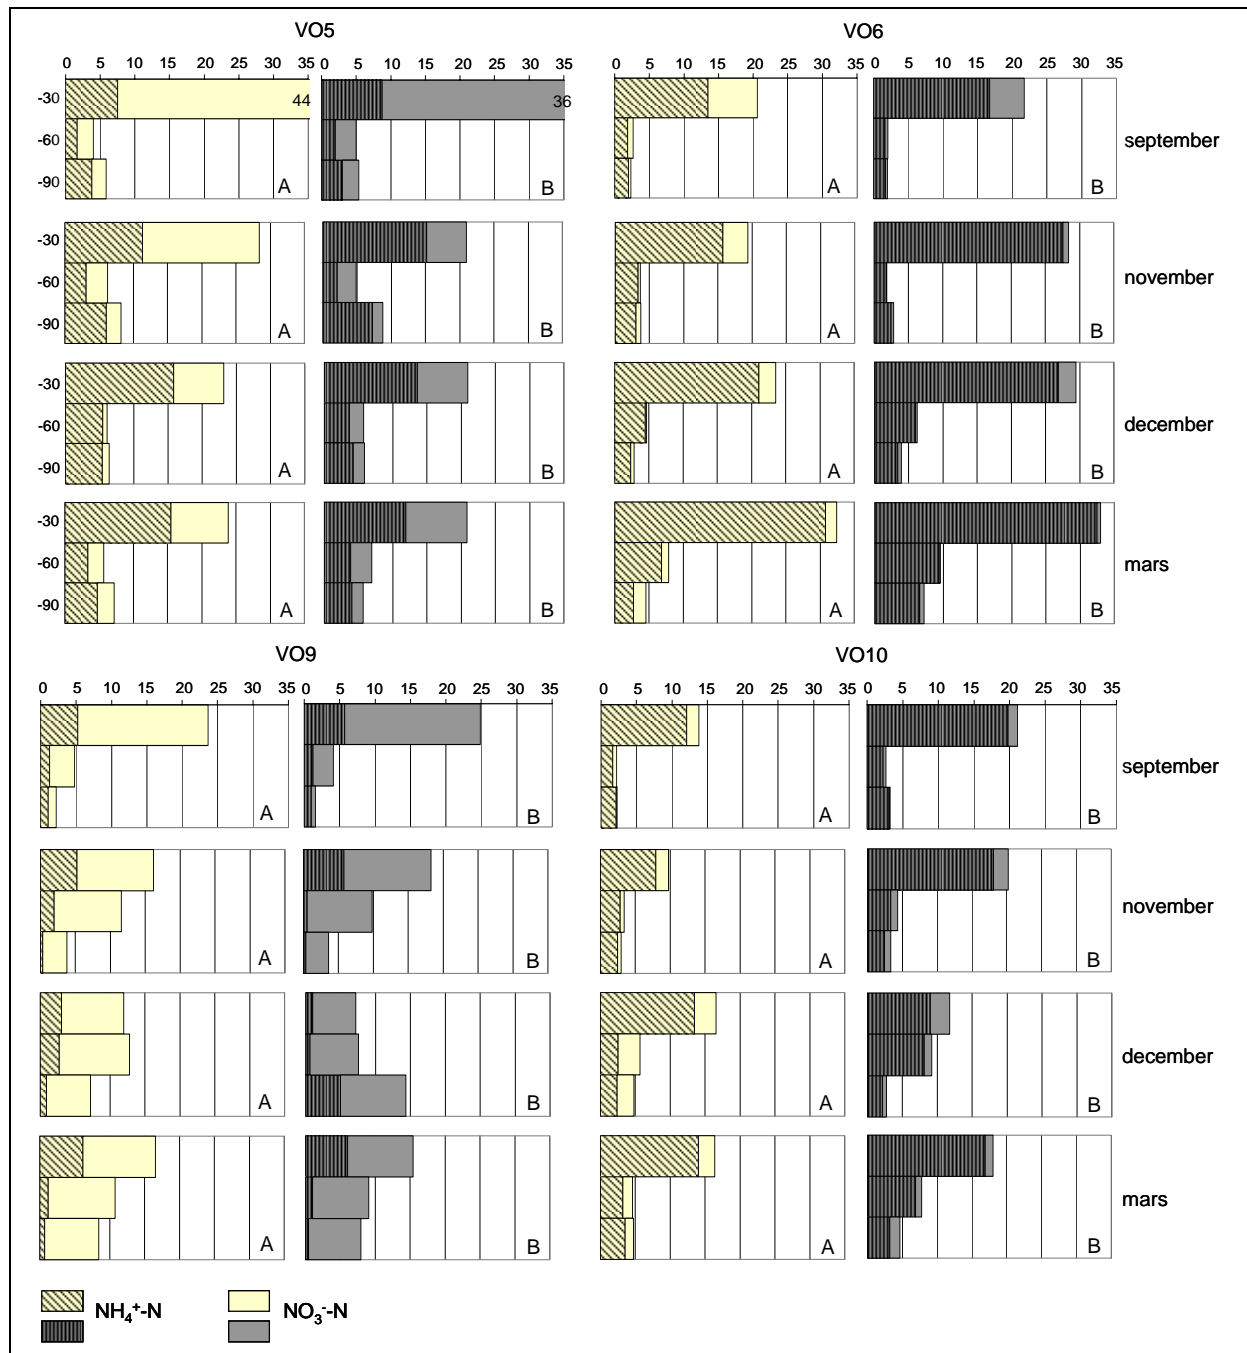 VO5 VO6
0 5 10 15 20 25 30 35 0 5 10 15 20 25 30 35 0 5 10 15 20 25 30 35 0 5 10 15 20 25 30 35
-30 44 36
-60 september
-90 A B A B
-30
-60 november
-90 A B A B
-30
-60 december
-90 A B A B
-30
-60 mars
-90 A B A B
VO9 VO10
0 5 10 15 20 25 30 35 0 5 10 15 20 25 30 35 0 5 10 15 20 25 30 35 0 5 10 15 20 25 30 35
september
A B A B
november
A B A B
december
A B A B
mars
A B A B
NH₄⁺-N NO₃⁻-N